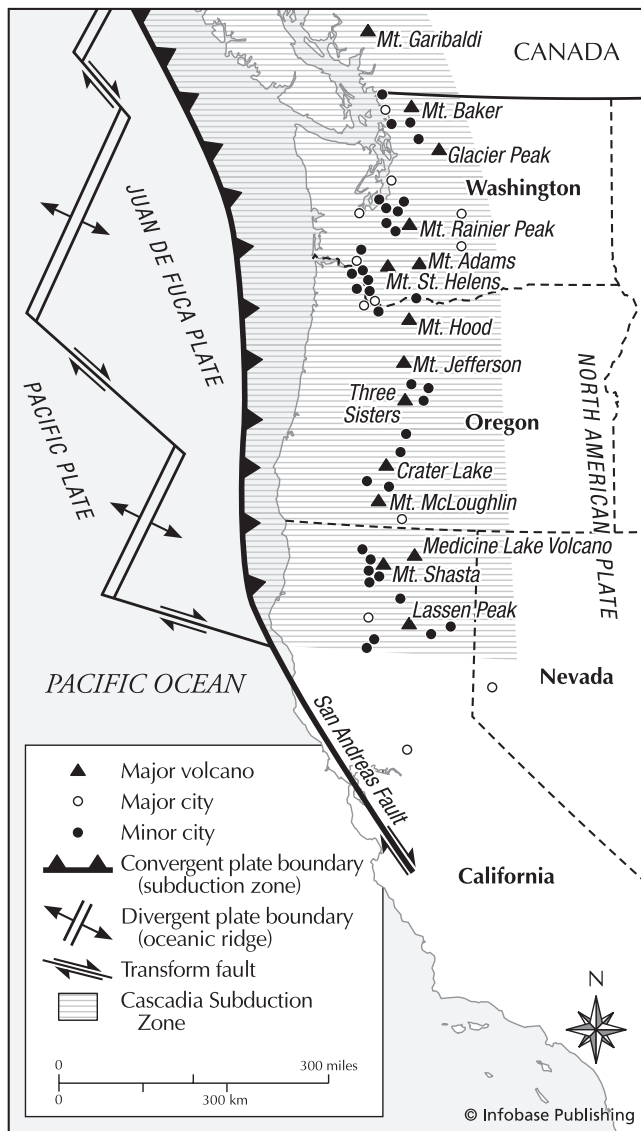 Mt. Garibaldi
CANADA
Mt. Baker
Glacier Peak
Washington
JUAN DE FUCA PLATE
Mt. Rainier Peak
Mt. Adams
Mt. St. Helens
Mt. Hood
Mt. Jefferson
NORTH AMERICAN PLATE
PACIFIC PLATE
Three
Sisters
Oregon
Crater Lake
Mt. McLoughlin
Medicine Lake Volcano
Mt. Shasta
Lassen Peak
PACIFIC OCEAN
Nevada
San Andreas Fault
Major volcano
Major city
Minor city
Convergent plate boundary
(subduction zone)
California
Divergent plate boundary
(oceanic ridge)
Transform fault
Cascadia Subduction
Zone
N
0 300 miles
0 300 km
© Infobase Publishing